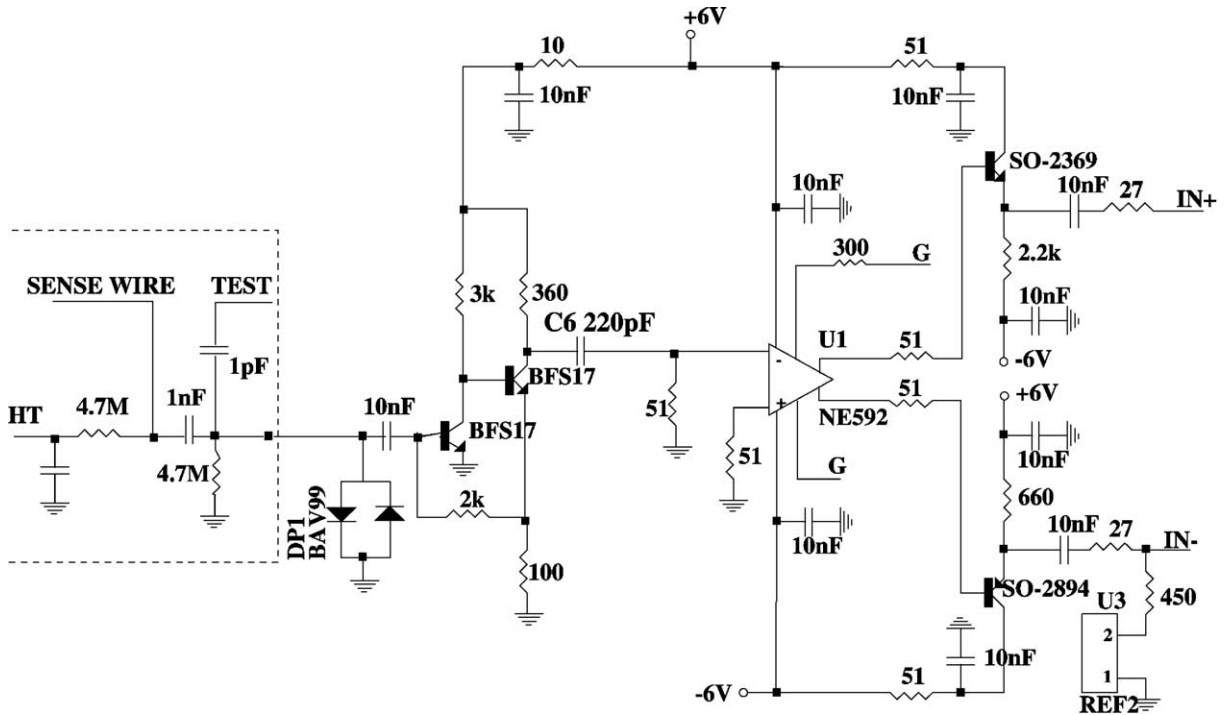 +6V
10
51
10nF
10nF
SO-2369
10nF
10nF
27
IN+
300
G
2.2k
SENSE WIRE
TEST
3k
360
10nF
C6 220pF
U1
-6V
1pF
51
+6V
BFS17
-
HT
4.7M
1nF
10nF
BFS17
51
+
51
NE592
10nF
4.7M
51
G
660
2k
DP1
BAV99
10nF
10nF
27
IN-
100
SO-2894
U3
450
2
10nF
1
-6V
51
REF2